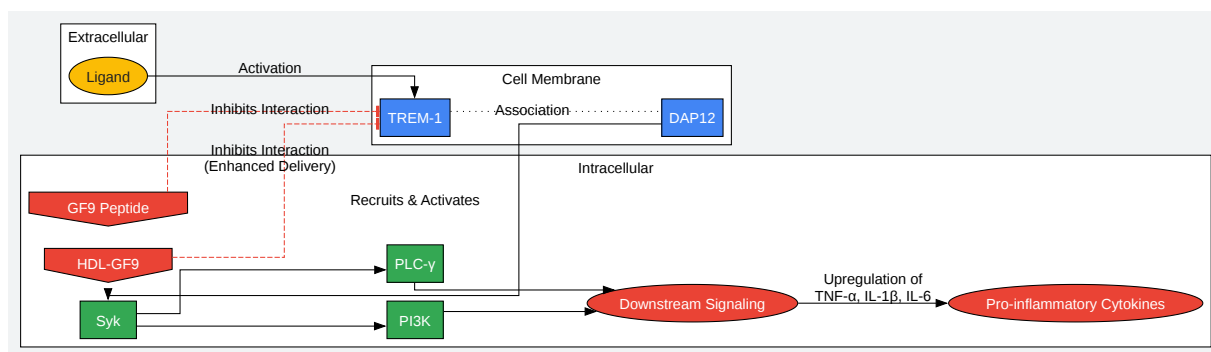 Extracellular
Ligand
Activation
Cell Membrane
Inhibits Interaction
TREM-1
Association
DAP12
Inhibits Interaction
(Enhanced Delivery)
Intracellular
GF9 Peptide
Recruits & Activates
HDL-GF9
PLC-γ
Upregulation of
TNF-α, IL-1β, IL-6
Downstream Signaling
Pro-inflammatory Cytokines
Syk
PI3K